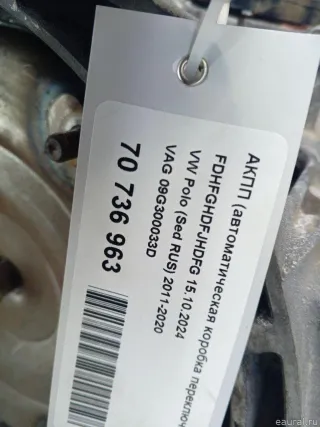 АКПП (автоматическая коробка переключ
FDHFGHDFJHDFG 15.10.2024
VW Polo (Sed RUS) 2011-2020
VAG 09G300033D
70 736 963
eaural.ru